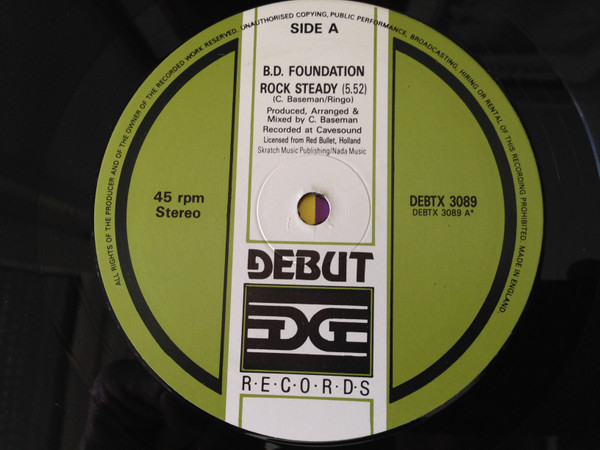 ALL RIGHTS OF THE PRODUCER AND OF THE OWNER OF THE RECORDED WORK RESERVED. UNAUTHORISED COPYING, PUBLIC PERFORMANCE, BROADCASTING, HIRING OR RENTAL OF THIS RECORDING PROHIBITED. MADE IN ENGLAND.
SIDE A
B.D. FOUNDATION
ROCK STEADY (5.52)
(C. Baseman/Ringo)
Produced, Arranged &
Mixed by C. Baseman
Recorded at Cavesound
Licensed from Red Bullet, Holland
Skratch Music Publishing/Nada Music
45 rpm
Stereo
DEBTX 3089
DEBTX 3089 A*
DEBUT
R·E·C·O·R·D·S